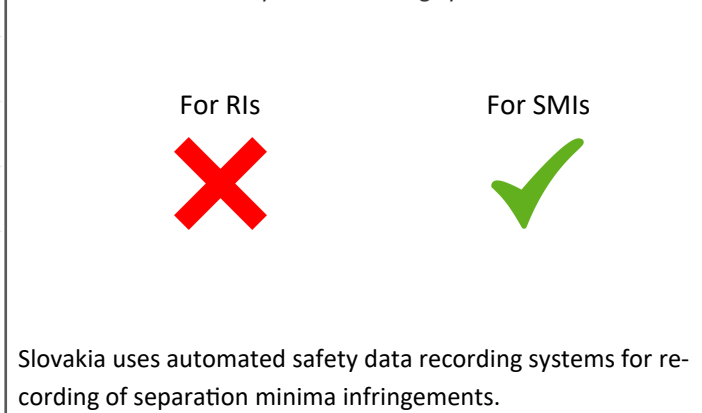 For RIs
For SMIs
Slovakia uses automated safety data recording systems for re-
cording of separation minima infringements.